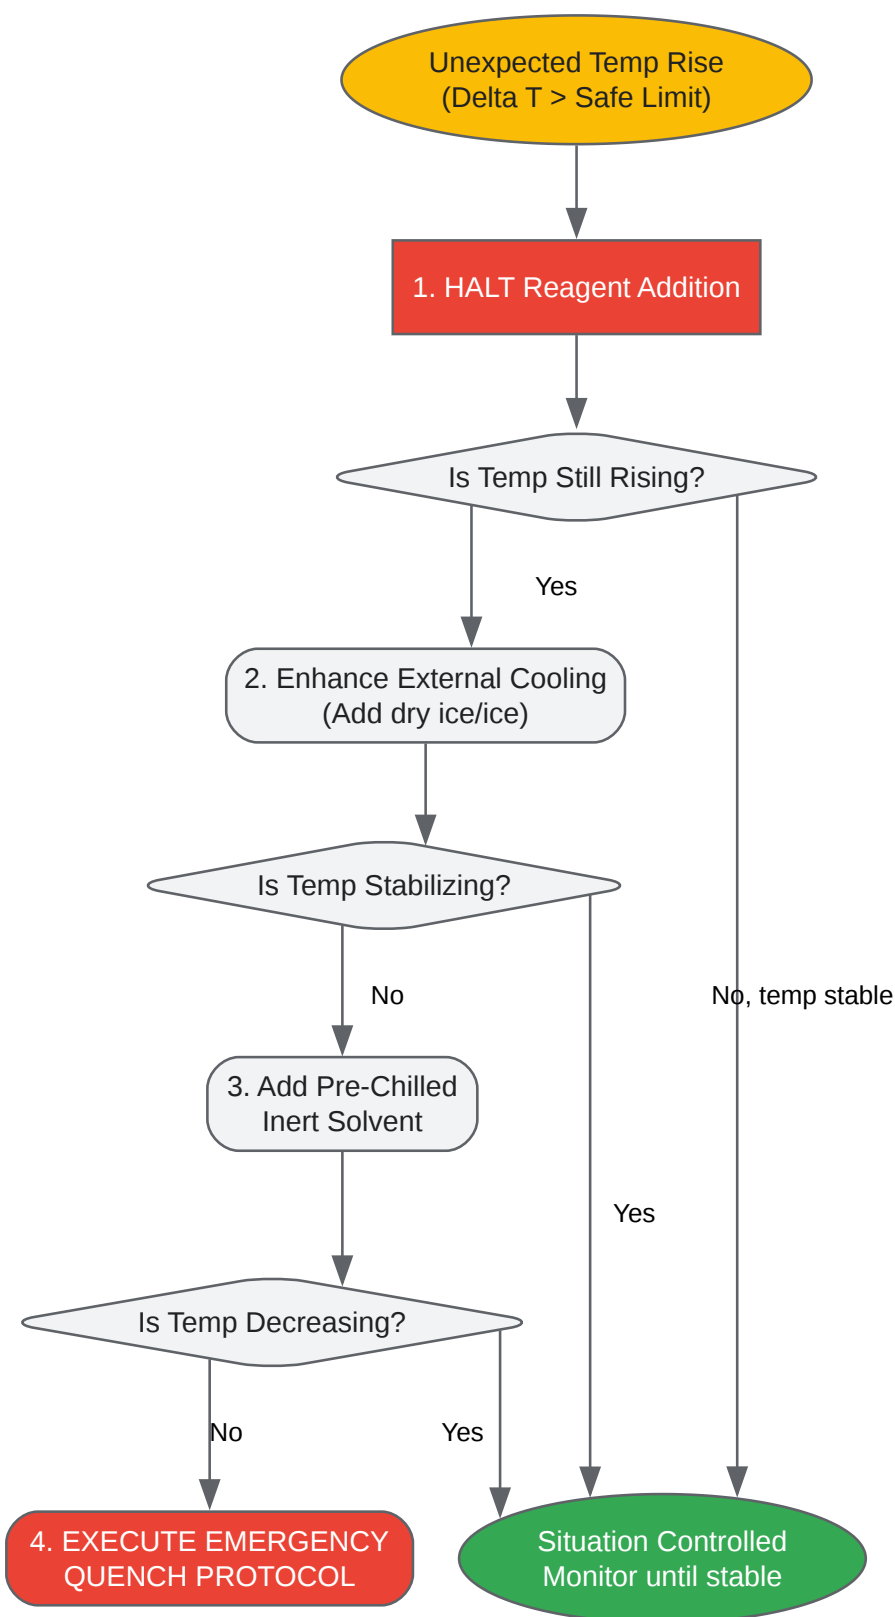 Unexpected Temp Rise
(Delta T > Safe Limit)
1. HALT Reagent Addition
Is Temp Still Rising?
Yes
2. Enhance External Cooling
(Add dry ice/ice)
Is Temp Stabilizing?
No
No, temp stable
3. Add Pre-Chilled
Inert Solvent
Yes
Is Temp Decreasing?
No
Yes
4. EXECUTE EMERGENCY
QUENCH PROTOCOL
Situation Controlled
Monitor until stable